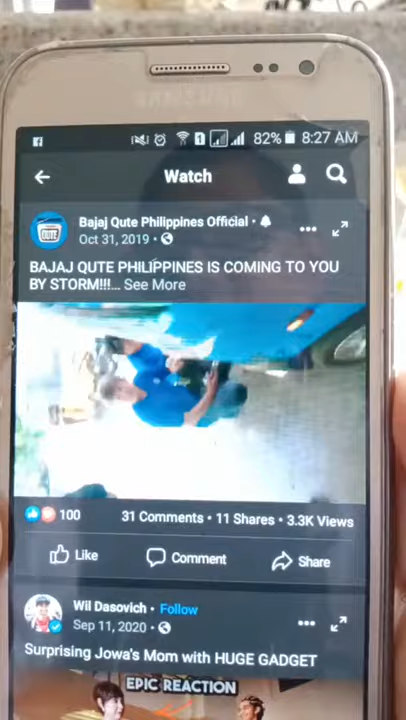 SAMSUNG
82% 8:27 AM
Watch
Bajaj Qute Philippines Official •
Oct 31, 2019 •
BAJAJ QUTE PHILIPPINES IS COMING TO YOU
BY STORM!!!... See More
100 31 Comments • 11 Shares • 3.3K Views
Like Comment Share
Wil Dasovich • Follow
Sep 11, 2020 •
Surprising Jowa's Mom with HUGE GADGET
EPIC REACTION